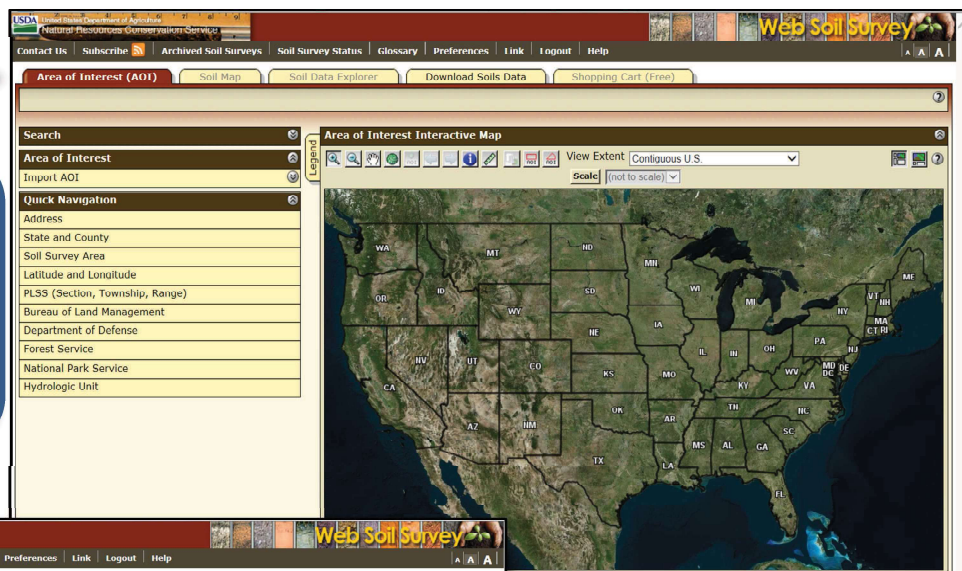 USDA United States Department of Agriculture
Natural Resources Conservation Service
Web Soil Survey
Contact Us | Subscribe | Archived Soil Surveys | Soil Survey Status | Glossary | Preferences | Link | Logout | Help
A A A
Area of Interest (AOI)
Soil Map
Soil Data Explorer
Download Soils Data
Shopping Cart (Free)
Search
Area of Interest
Import AOI
Quick Navigation
Address
State and County
Soil Survey Area
Latitude and Longitude
PLSS (Section, Township, Range)
Bureau of Land Management
Department of Defense
Forest Service
National Park Service
Hydrologic Unit
Legend
Area of Interest Interactive Map
View Extent Contiguous U.S.
Scale (not to scale)
WA MT ND MN ME
OR ID WY SD WI MI VT NH
NY MA
CT RI
NE IA PA NJ
NV UT CO IL IN OH MD DE
DC
KS MO WV VA
CA KY
AZ NM OK AR TN NC
SC
TX MS AL GA
LA
FL
Web Soil Survey
Preferences | Link | Logout | Help
A A A